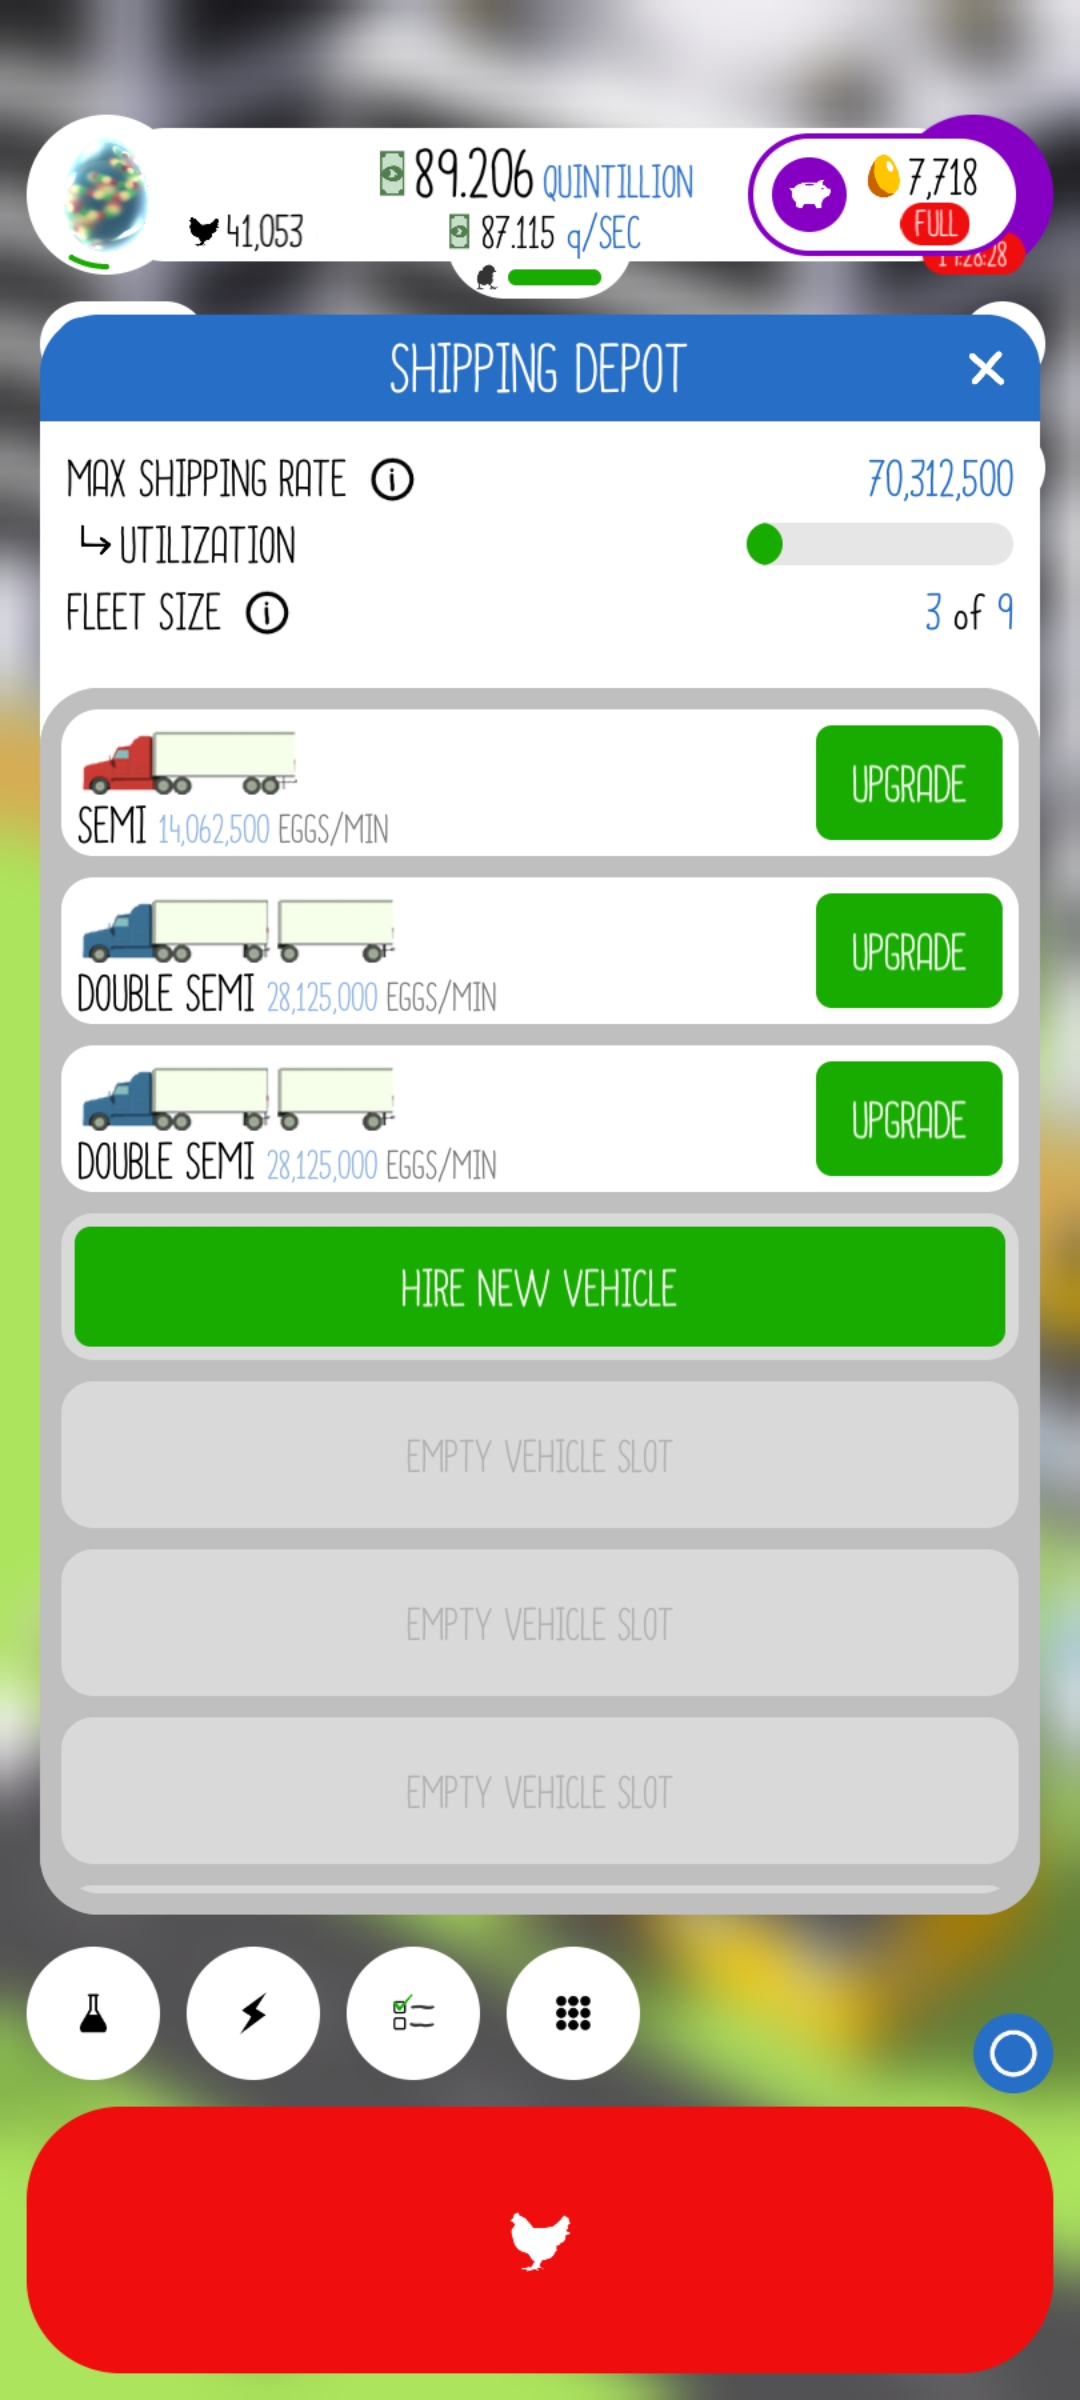 89.206 QUINTILLION
41,053
87.115 q/SEC
7,718
FULL
SHIPPING DEPOT
MAX SHIPPING RATE
70,312,500
UTILIZATION
FLEET SIZE
3 of 9
SEMI 14,062,500 EGGS/MIN
UPGRADE
DOUBLE SEMI 28,125,000 EGGS/MIN
UPGRADE
DOUBLE SEMI 28,125,000 EGGS/MIN
UPGRADE
HIRE NEW VEHICLE
EMPTY VEHICLE SLOT
EMPTY VEHICLE SLOT
EMPTY VEHICLE SLOT